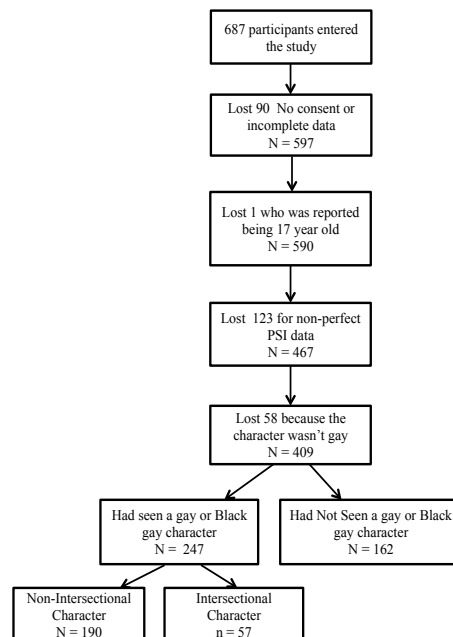 687 participants entered
the study
Lost 90  No consent or
incomplete data
N = 597
Lost 1 who was reported
being 17 year old
N = 590
Lost  123 for non-perfect
PSI data
N = 467
Lost 58 because the
character wasn't gay
N = 409
Had seen a gay or Black
gay character
N =  247
Had Not Seen a gay or Black
gay character
N = 162
Non-Intersectional
Character
N = 190
Intersectional
Character
n = 57